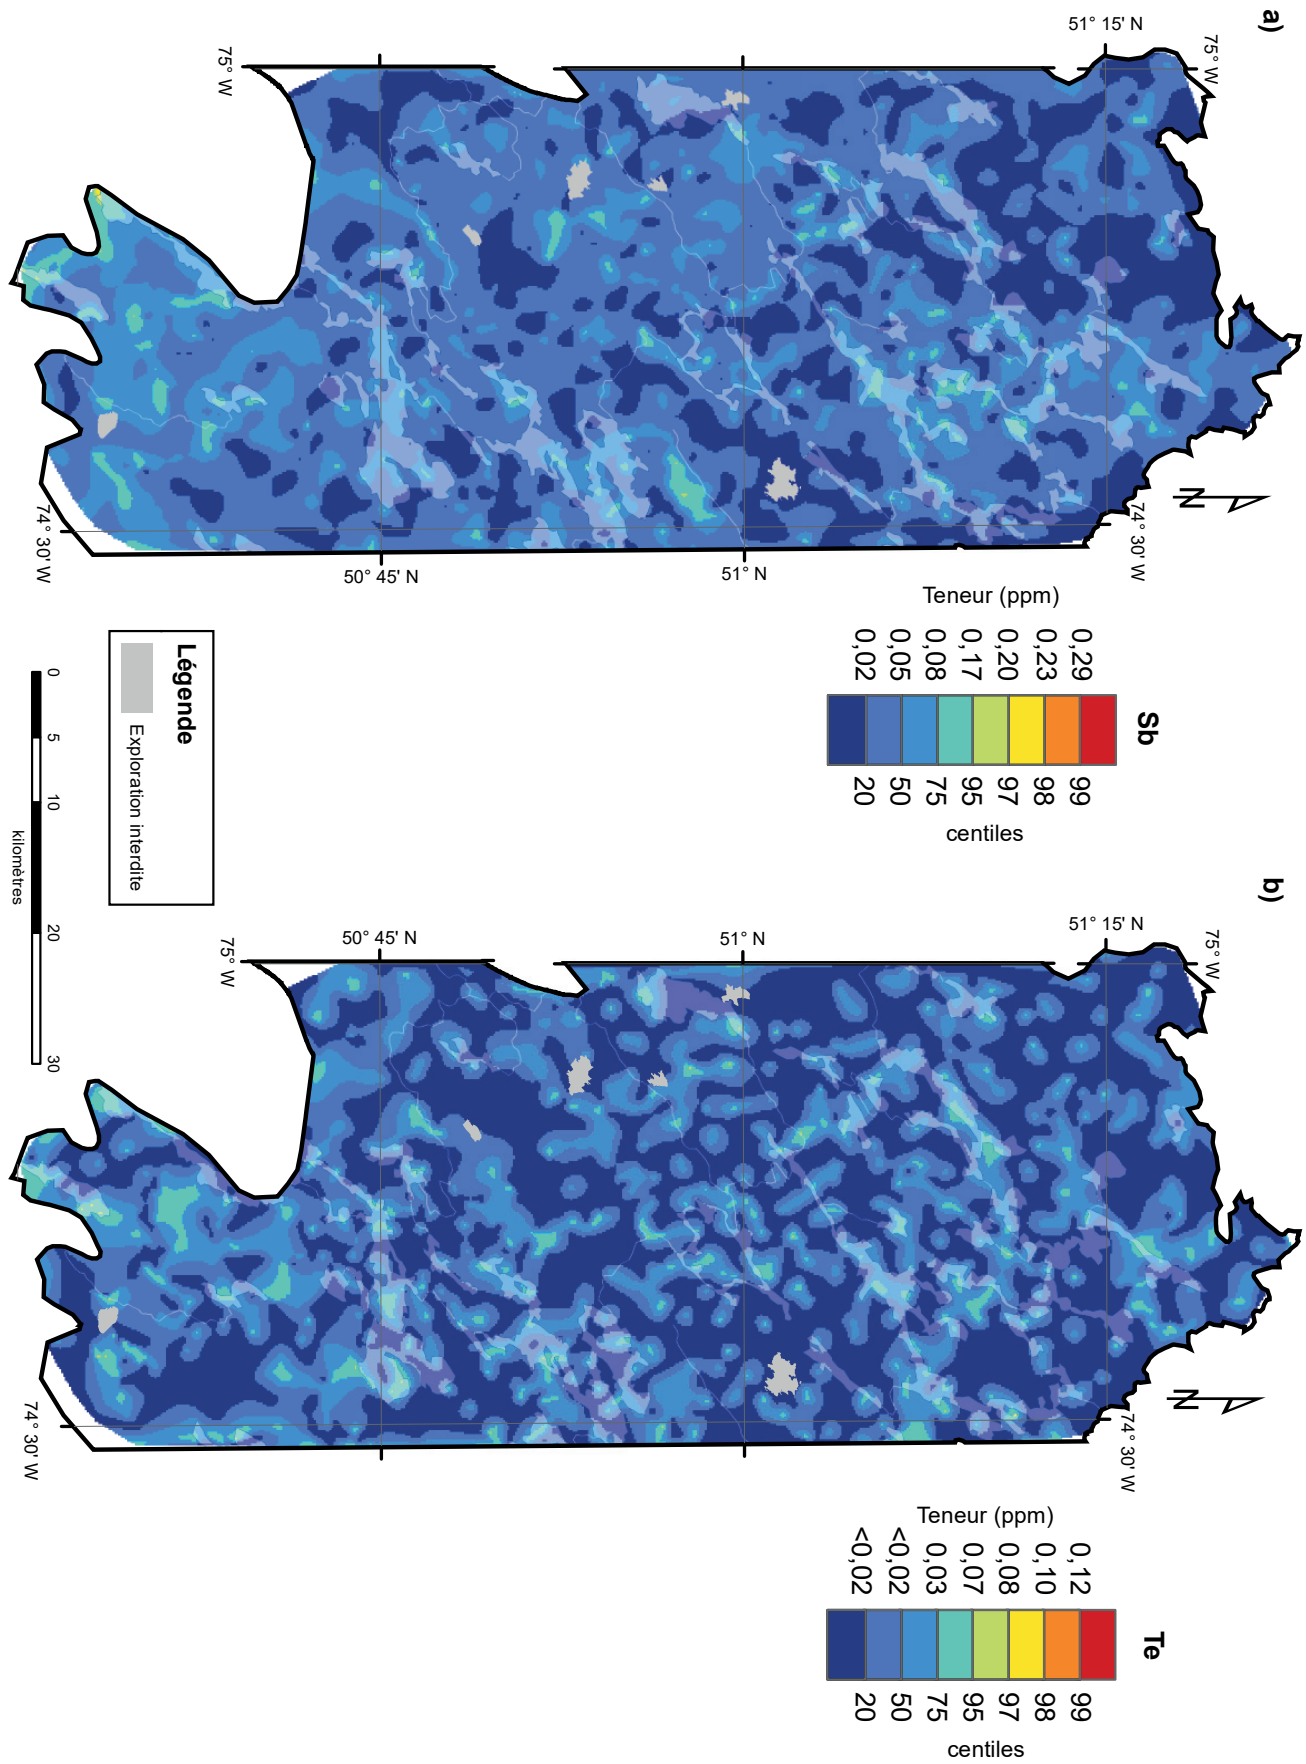 a)
51° 15' N
75° W
75° W
74° 30' W
74° 30' W
50° 45' N
51° N
N
Sb
Teneur (ppm)
0,29
0,23
0,20
0,17
0,08
0,05
0,02
99
98
97
95
75
50
20
centiles
Légende
Exploration interdite
0
5
10
20
30
kilomètres
b)
50° 45' N
51° N
51° 15' N
75° W
75° W
74° 30' W
74° 30' W
N
Te
Teneur (ppm)
0,12
0,10
0,08
0,07
0,03
<0,02
<0,02
99
98
97
95
75
50
20
centiles